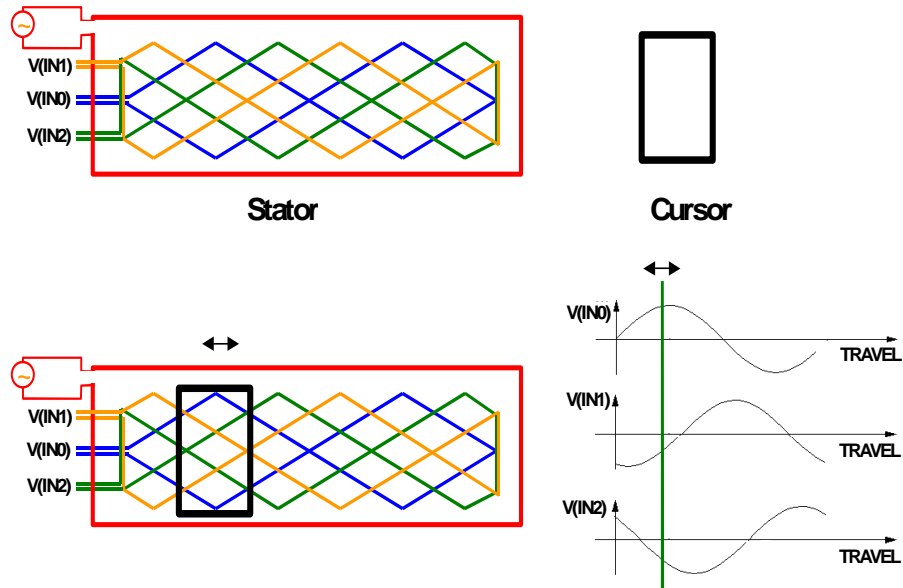 ~
V(IN1)
V(IN0)
V(IN2)
Stator
Cursor
~
V(IN1)
V(IN0)
V(IN2)
V(IN0)
TRAVEL
V(IN1)
TRAVEL
V(IN2)
TRAVEL